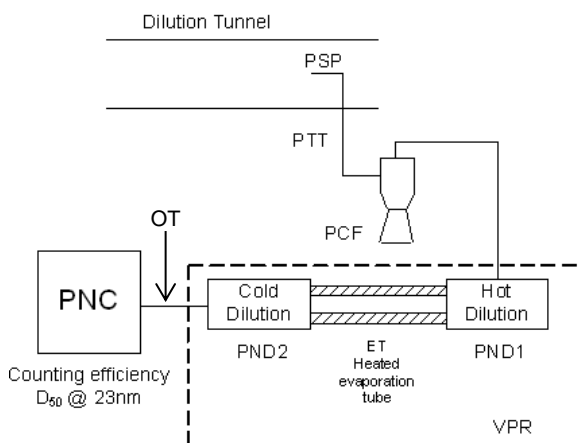 Dilution Tunnel
PSP
PTT
PCF
OT
PNC
Counting efficiency
D₅₀ @ 23nm
Cold
Dilution
PND2
ET
Heated
evaporation
tube
Hot
Dilution
PND1
VPR